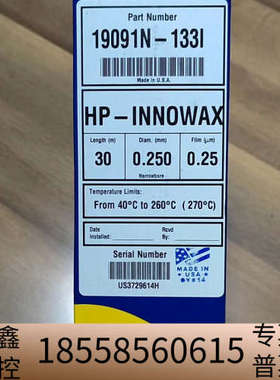 Part Number
19091N-133I
Made in U.S.A.
HP-INNOWAX
Length (m)
Diam. (mm)
Film (µm)
30
0.250
0.25
Narrowbore
Temperature Limits:
From 40°C to 260°C ( 270°C)
Date
Installed:
Rcvd
By:
Serial Number
US3729614H
MADE IN
USA
鑫
控
18558560615
专
普